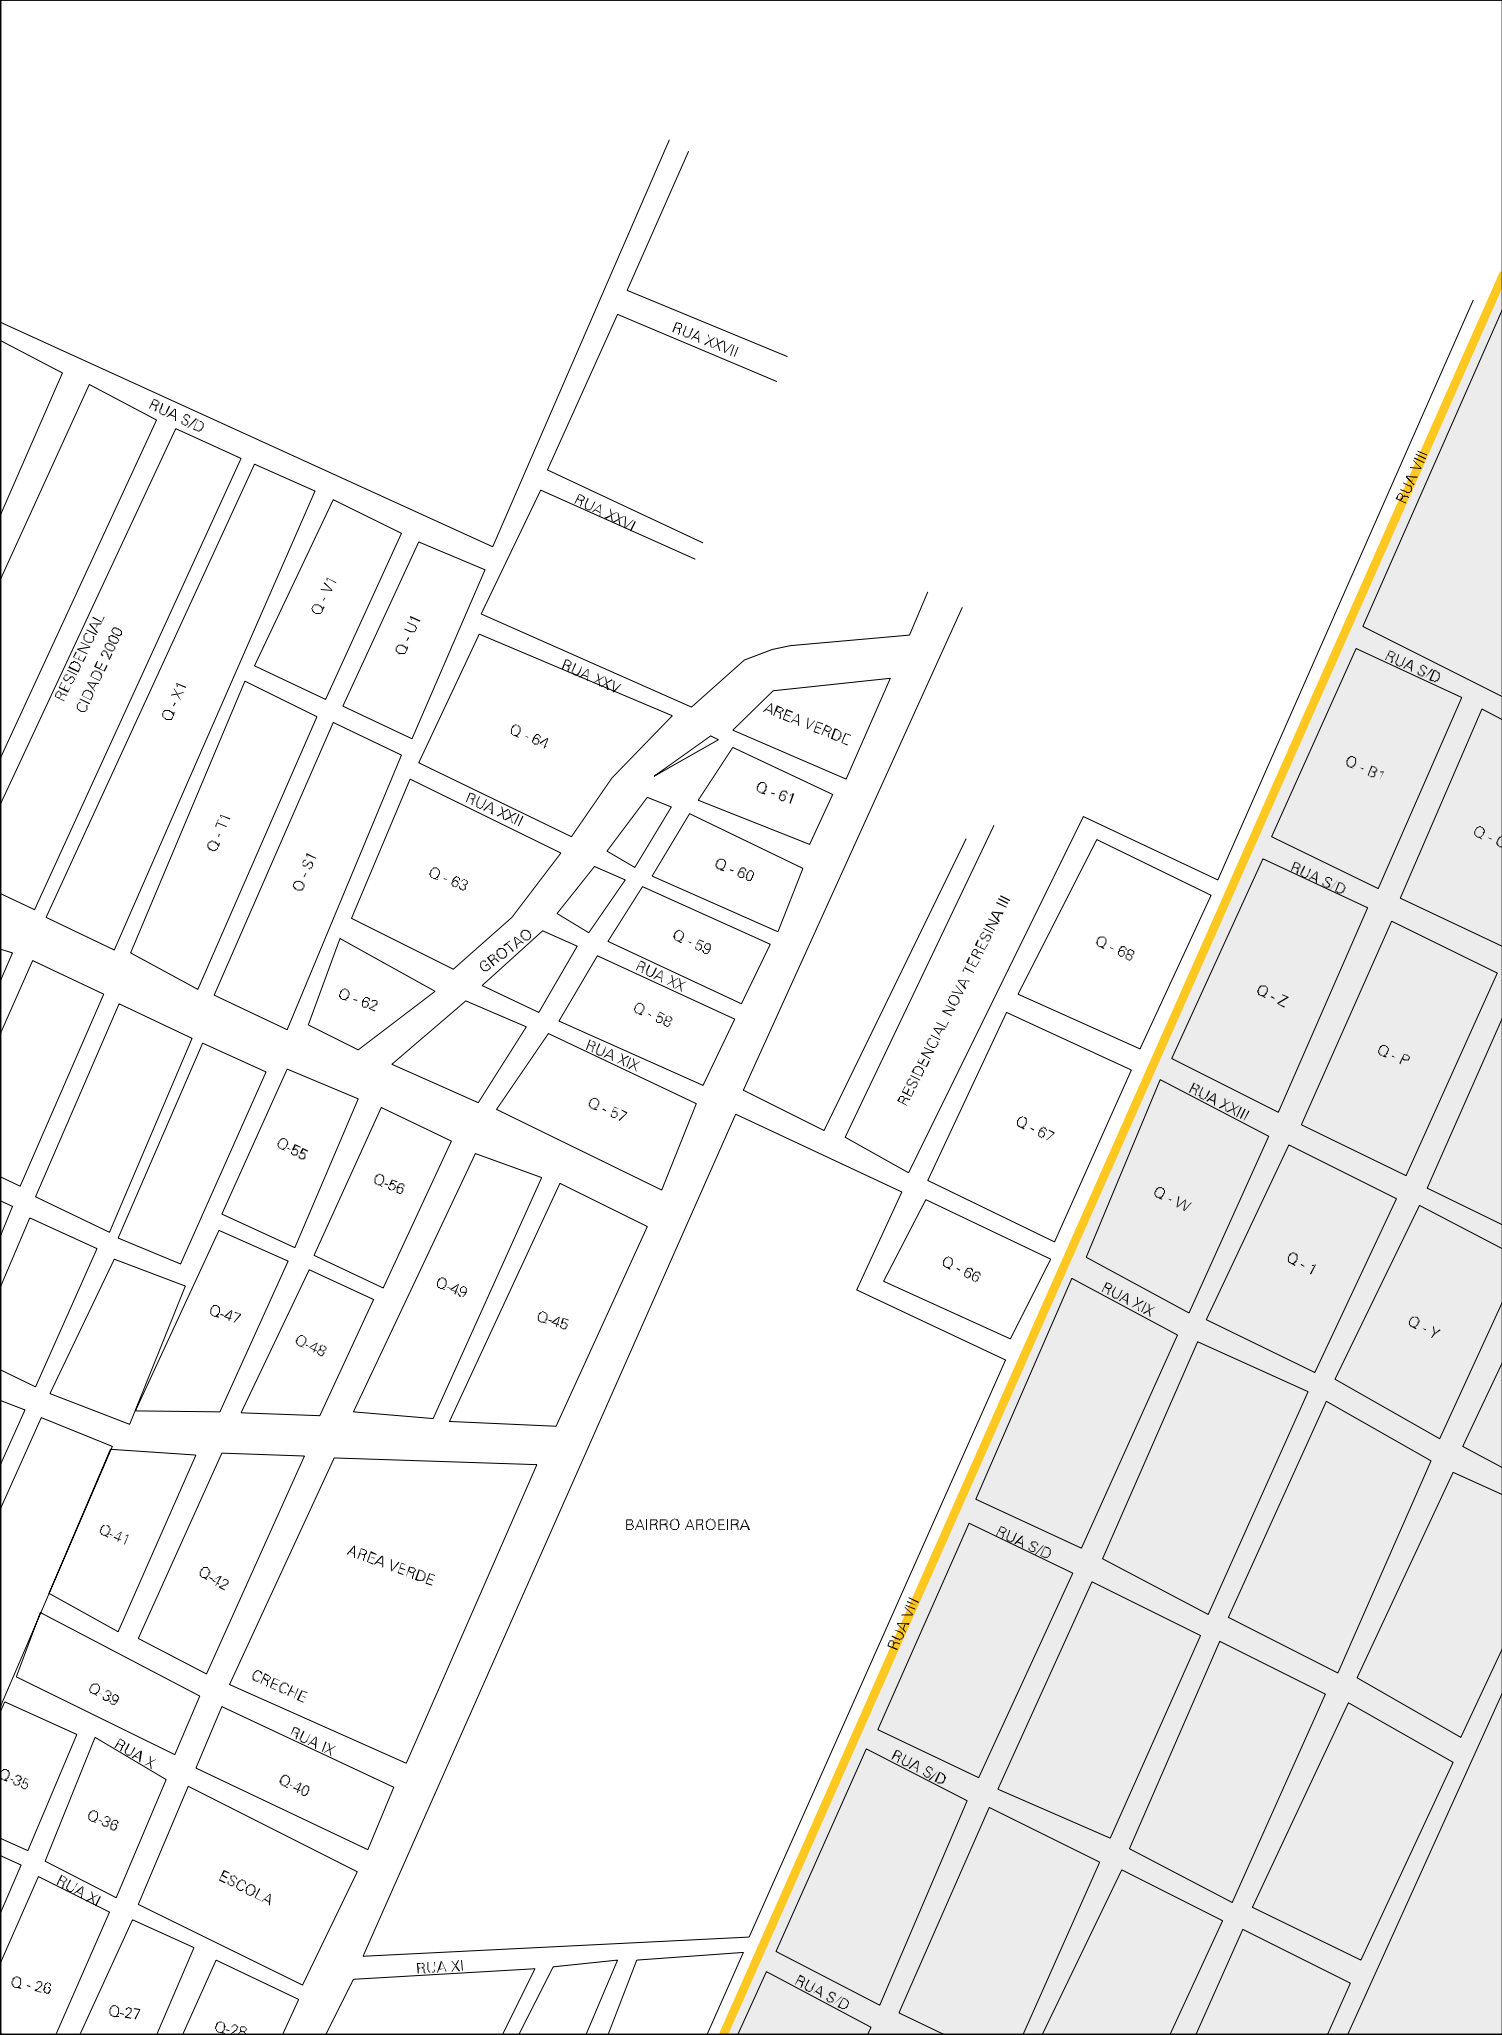 RUA XXVII
RUA S/D
RUA VIII
RUA XXVI
Q - V1
Q - U1
RESIDENCIAL
CIDADE 2000
RUA XXV
RUA S/D
Q - X1
AREA VERDE
Q - 64
Q - B1
Q - 61
RUA XXII
Q - T1
Q - 60
Q - S1
Q - 63
RUA S/D
Q - 59
Q - 68
GROTAO
RUA XX
RESIDENCIAL NOVA TERESINA III
Q - 62
Q - 58
Q - Z
RUA XIX
Q - P
Q - 57
RUA XXIII
Q - 67
Q-55
Q-56
Q - W
Q - 66
Q - 1
Q-49
RUA XIX
Q-47
Q-45
Q - Y
Q-48
BAIRRO AROEIRA
Q-41
RUA S/D
AREA VERDE
Q-42
RUA VIII
CRECHE
Q-39
RUA IX
RUA X
RUA S/D
Q-35
Q-40
Q-36
ESCOLA
RUA XI
RUA XI
Q - 26
RUA S/D
Q-27
Q-28